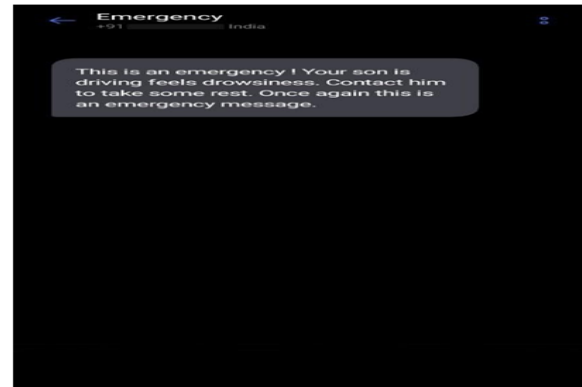 Emergency
+91 India
This is an emergency ! Your son is
driving feels drowsiness. Contact him
to take some rest. Once again this is
an emergency message.